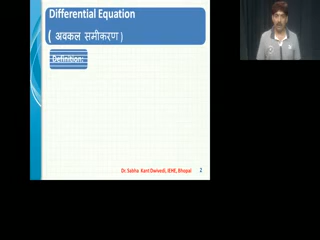 Differential Equation
( अवकल समीकरण )
Definition:
Dr. Sabha Kant Dwivedi, IEHE, Bhopal 2